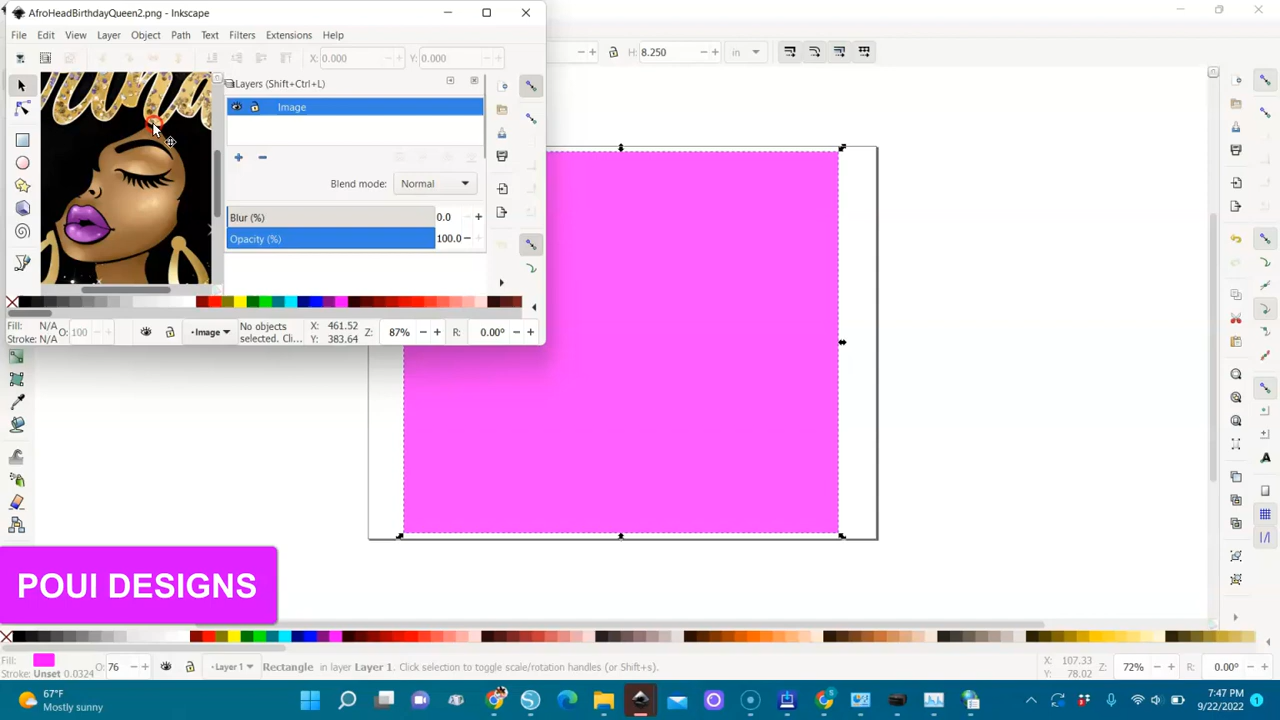 AfroHeadBirthdayQueen2.png - Inkscape
File Edit View Layer Object Path Text Filters Extensions Help
X: 0.000 Y: 0.000
H: 8.250 in
Layers (Shift+Ctrl+L)
Image
Blend mode: Normal
Blur (%) 0.0
Opacity (%) 100.0
Fill: N/A
Stroke: N/A
O: 100
Image
No objects
selected. Cli...
X: 461.52
Y: 383.64
Z: 87%
R: 0.00°
POUI DESIGNS
Fill:
Stroke: Unset 0.0324
O: 76
Layer 1
Rectangle in layer Layer 1. Click selection to toggle scale/rotation handles (or Shift+s).
X: 107.33
Y: 78.02
Z: 72%
R: 0.00°
67°F
Mostly sunny
7:47 PM
9/22/2022